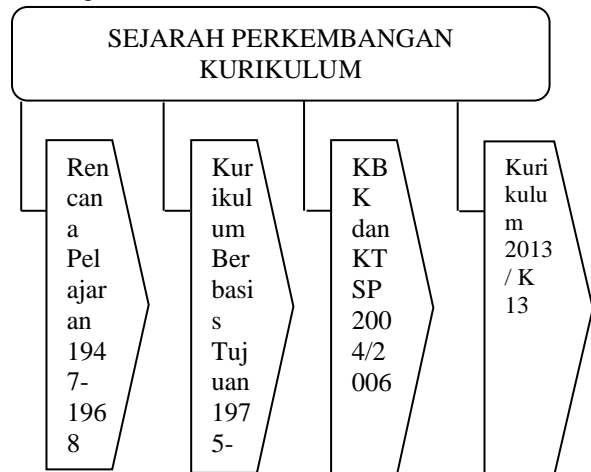 SEJARAH PERKEMBANGAN
KURIKULUM
Ren
can
a
Pel
ajar
an
194
7-
196
8
Kur
ikul
um
Ber
basi
s
Tuj
uan
197
5-
KB
K
dan
KT
SP
200
4/2
006
Kuri
kulu
m
2013
/ K
13